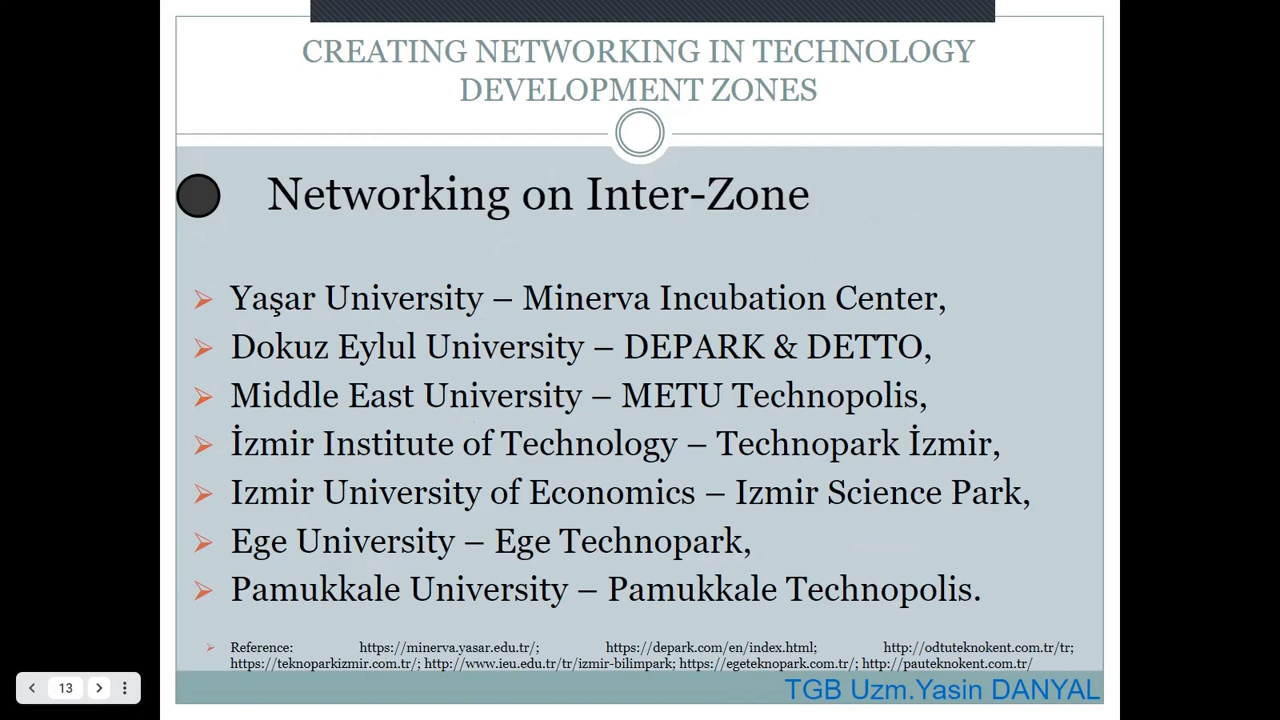 CREATING NETWORKING IN TECHNOLOGY
DEVELOPMENT ZONES
Networking on Inter-Zone
Yaşar University – Minerva Incubation Center,
Dokuz Eylul University – DEPARK & DETTO,
Middle East University – METU Technopolis,
İzmir Institute of Technology – Technopark İzmir,
Izmir University of Economics – Izmir Science Park,
Ege University – Ege Technopark,
Pamukkale University – Pamukkale Technopolis.
Reference: https://minerva.yasar.edu.tr/; https://depark.com/en/index.html; http://odtuteknokent.com.tr/tr;
https://teknoparkizmir.com.tr/; http://www.ieu.edu.tr/tr/izmir-bilimpark; https://egeteknopark.com.tr/; http://pauteknokent.com.tr/
TGB Uzm.Yasin DANYAL
13